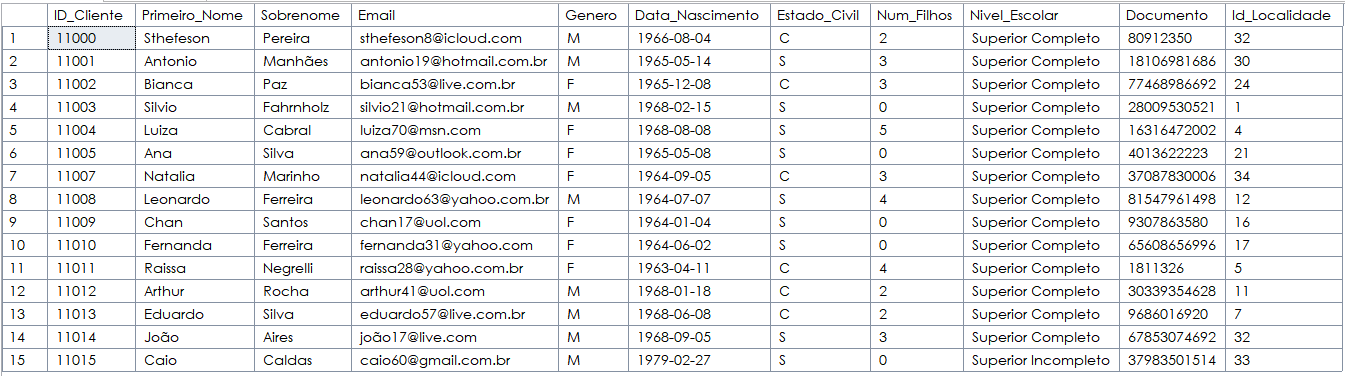 ID_Cliente Primeiro_Nome Sobrenome Email Genero Data_Nascimento Estado_Civil Num_Filhos Nivel_Escolar Documento Id_Localidade
1 11000 Sthefeson Pereira sthefeson8@icloud.com M 1966-08-04 C 2 Superior Completo 80912350 32
2 11001 Antonio Manhães antonio19@hotmail.com.br M 1965-05-14 S 3 Superior Completo 18106981686 30
3 11002 Bianca Paz bianca53@live.com F 1965-12-08 C 3 Superior Completo 77468986692 24
4 11003 Silvio Fahrnholz silvio21@hotmail.com.br M 1968-02-15 S 0 Superior Completo 28009530521 1
5 11004 Luiza Cabral luiza70@msn.com F 1968-08-08 S 5 Superior Completo 16316472002 4
6 11005 Ana Silva ana59@outlook.com.br F 1965-05-08 S 0 Superior Completo 4013622223 21
7 11007 Natalia Marinho natalia44@icloud.com F 1964-09-05 C 3 Superior Completo 37087830006 34
8 11008 Leonardo Ferreira leonardo63@yahoo.com.br M 1964-07-07 S 4 Superior Completo 81547961498 12
9 11009 Chan Santos chan17@uol.com F 1964-01-04 S 0 Superior Completo 9307863580 16
10 11010 Fernanda Ferreira fernanda31@yahoo.com F 1964-06-02 S 0 Superior Completo 65608656996 17
11 11011 Raissa Negrelli raissa28@yahoo.com.br F 1963-04-11 C 4 Superior Completo 1811326 5
12 11012 Arthur Rocha arthur41@uol.com M 1968-01-18 C 2 Superior Completo 30339354628 11
13 11013 Eduardo Silva eduardo57@live.com.br M 1968-06-08 C 2 Superior Completo 9686016920 7
14 11014 João Aires joão17@live.com M 1968-09-05 S 3 Superior Completo 67853074692 32
15 11015 Caio Caldas caio60@gmail.com.br M 1979-02-27 S 0 Superior Incompleto 37983501514 33